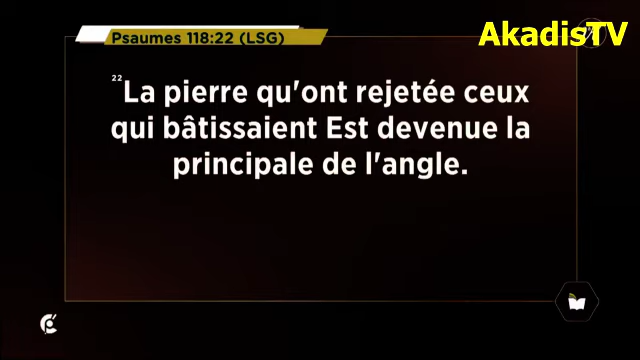 Psaumes 118:22 (LSG)
AkadisTV
22 La pierre qu'ont rejetée ceux
qui bâtissaient Est devenue la
principale de l'angle.